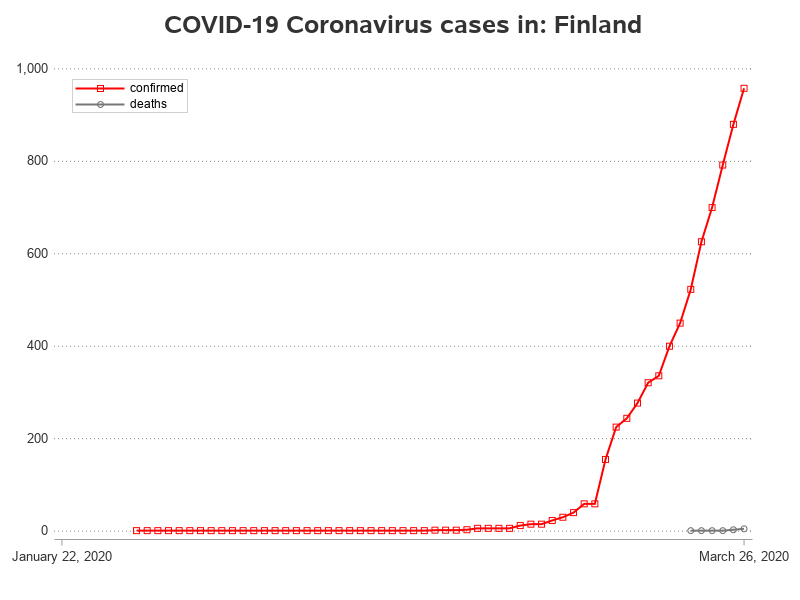 COVID-19 Coronavirus cases in: Finland
1,000
confirmed
deaths
800
600
400
200
0
January 22, 2020
March 26, 2020